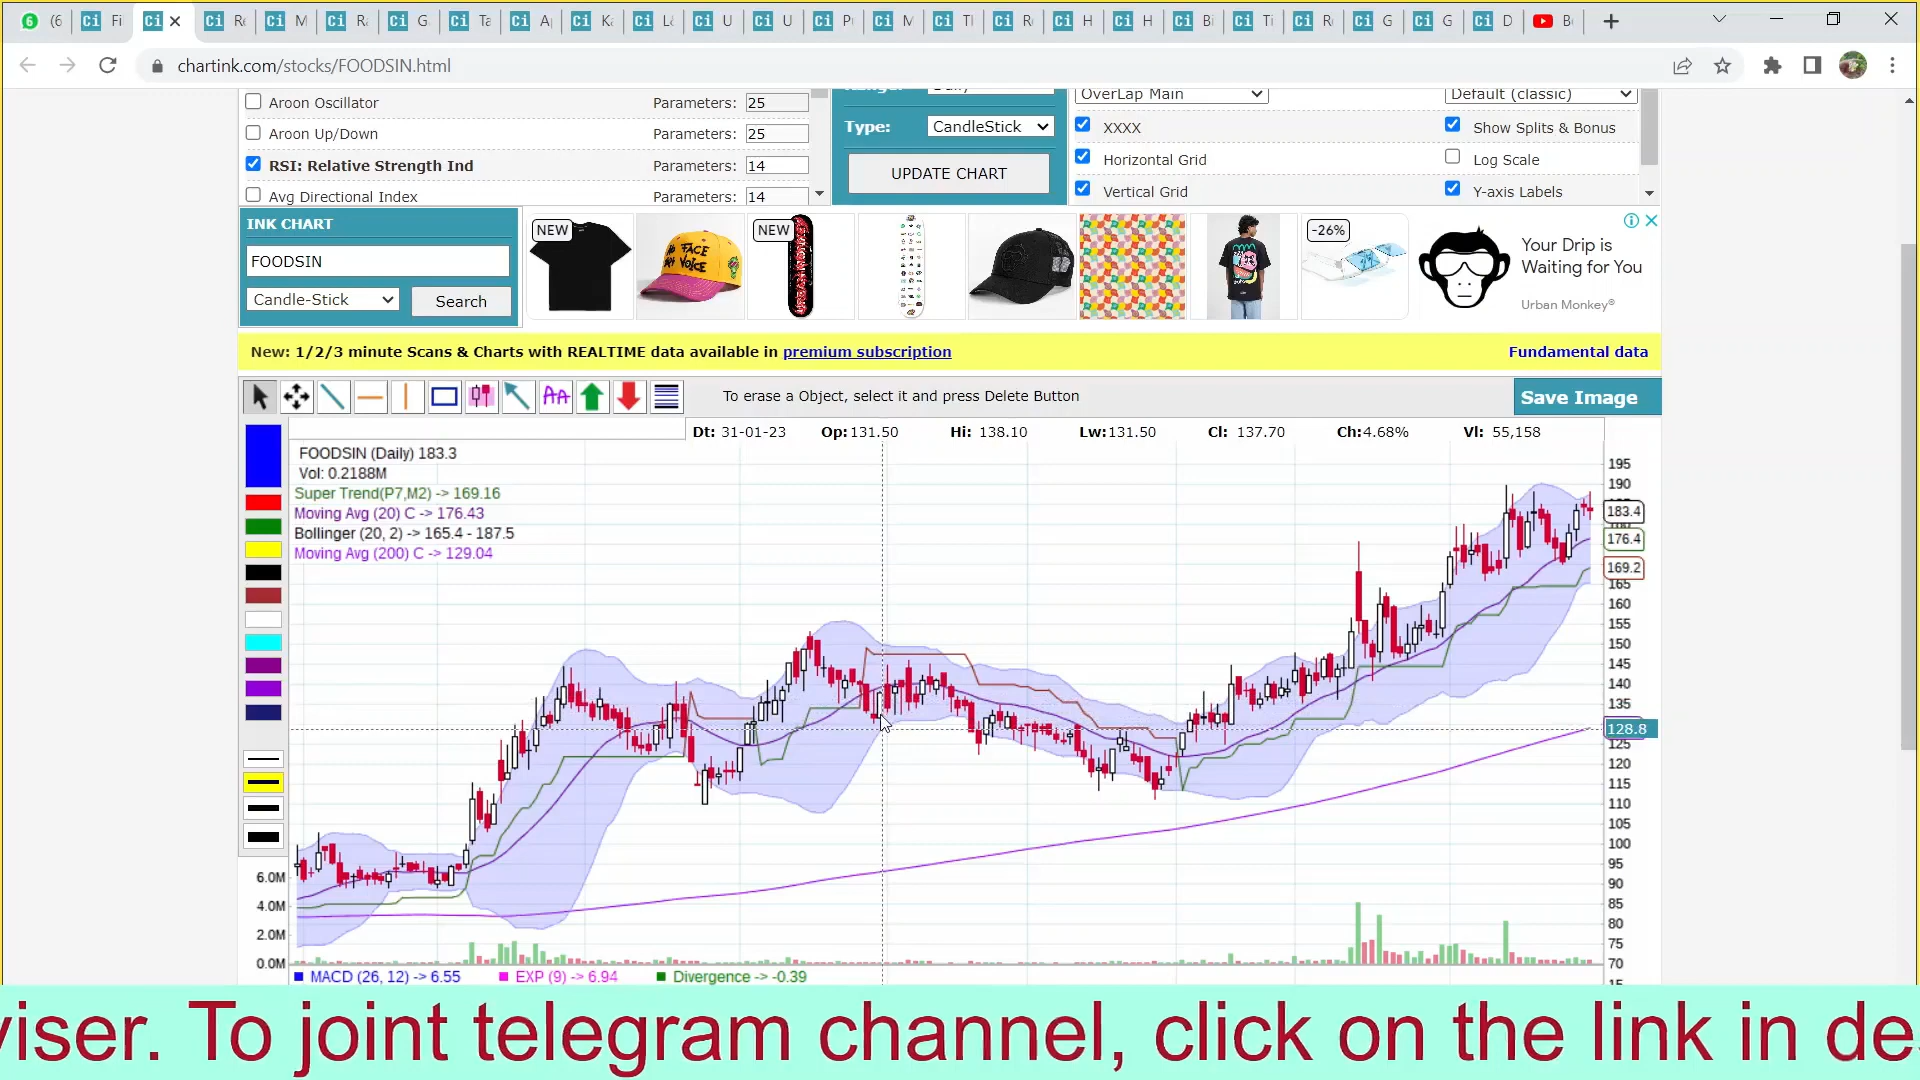 (6
Fi
M
G
U
U
H
H
G
G
D
chartink.com/stocks/FOODSIN.html
Aroon Oscillator Parameters: 25
Aroon Up/Down Parameters: 25
RSI: Relative Strength Ind Parameters: 14
Avg Directional Index Parameters: 14
Type: CandleStick
UPDATE CHART
OverLap Main Default (classic)
XXXX Show Splits & Bonus
Horizontal Grid Log Scale
Vertical Grid Y-axis Labels
INK CHART
FOODSIN
Candle-Stick Search
NEW
NEW
-26%
Your Drip is
Waiting for You
Urban Monkey®
New: 1/2/3 minute Scans & Charts with REALTIME data available in premium subscription Fundamental data
To erase a Object, select it and press Delete Button
Save Image
Dt: 31-01-23 Op:131.50 Hi: 138.10 Lw:131.50 Cl: 137.70 Ch:4.68% Vl: 55,158
FOODSIN (Daily) 183.3
Vol: 0.2188M
Super Trend(P7,M2) -> 169.16
Moving Avg (20) C -> 176.43
Bollinger (20, 2) -> 165.4 - 187.5
Moving Avg (200) C -> 129.04
195
190
183.4
176.4
169.2
165
160
155
150
145
140
135
128.8
125
120
115
110
105
100
95
90
85
80
75
70
6.0M
4.0M
2.0M
0.0M
MACD (26, 12) -> 6.55 EXP (9) -> 6.94 Divergence -> -0.39
viser. To joint telegram channel, click on the link in de